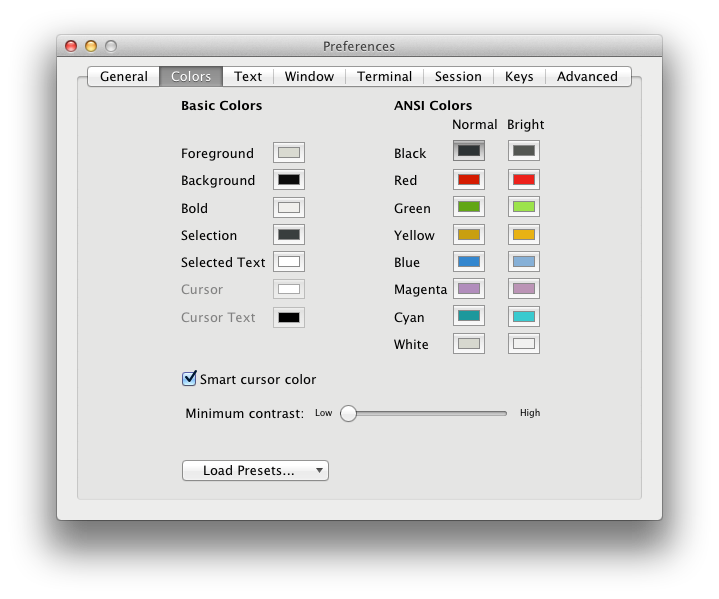 Preferences
General Colors Text Window Terminal Session Keys Advanced
Basic Colors
Foreground
Background
Bold
Selection
Selected Text
Cursor
Cursor Text
ANSI Colors
Normal Bright
Black
Red
Green
Yellow
Blue
Magenta
Cyan
White
Smart cursor color
Minimum contrast: Low High
Load Presets...